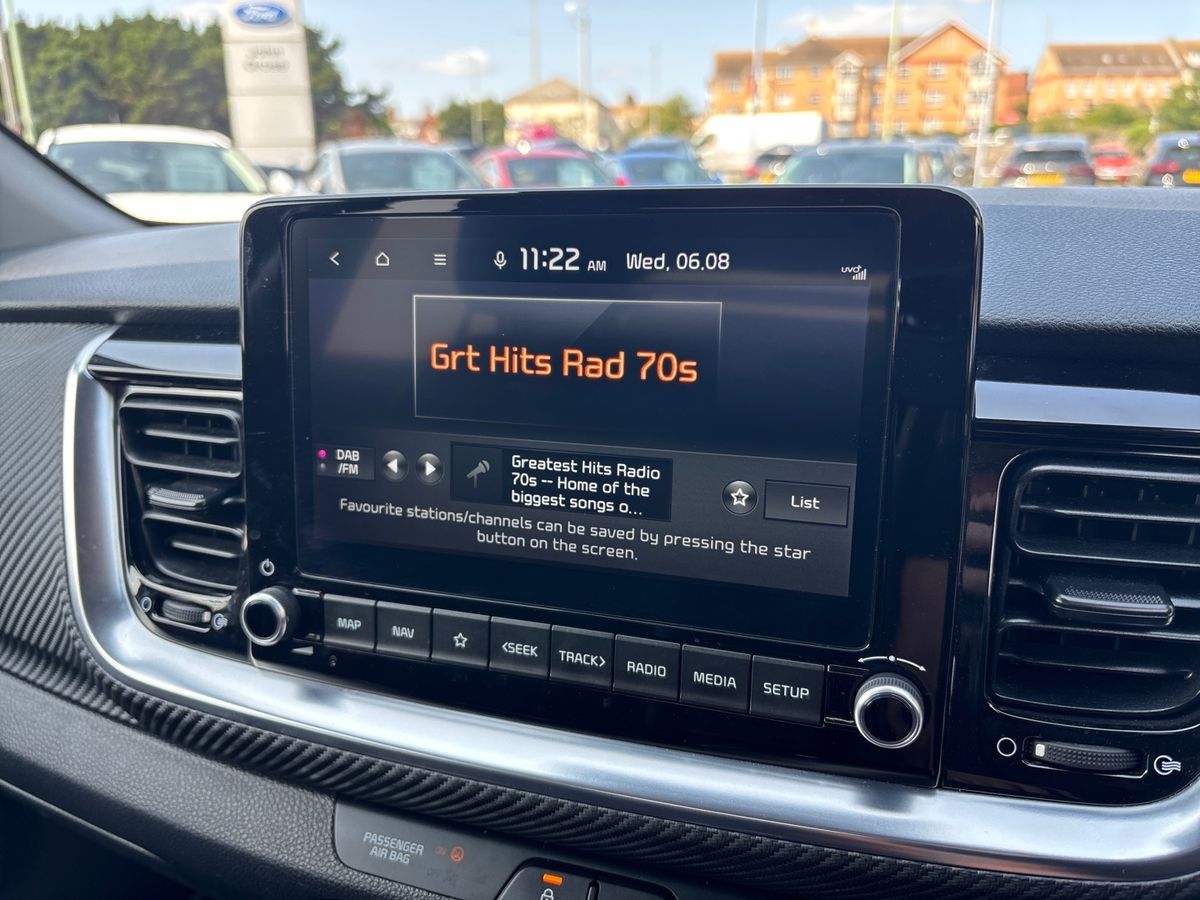 Ford
11:22 AM Wed, 06.08
UVO
Grt Hits Rad 70s
DAB
/FM
Greatest Hits Radio
70s -- Home of the
biggest songs o...
List
Favourite stations/channels can be saved by pressing the star
button on the screen.
MAP
NAV
<SEEK
TRACK>
RADIO
MEDIA
SETUP
PASSENGER
AIR BAG